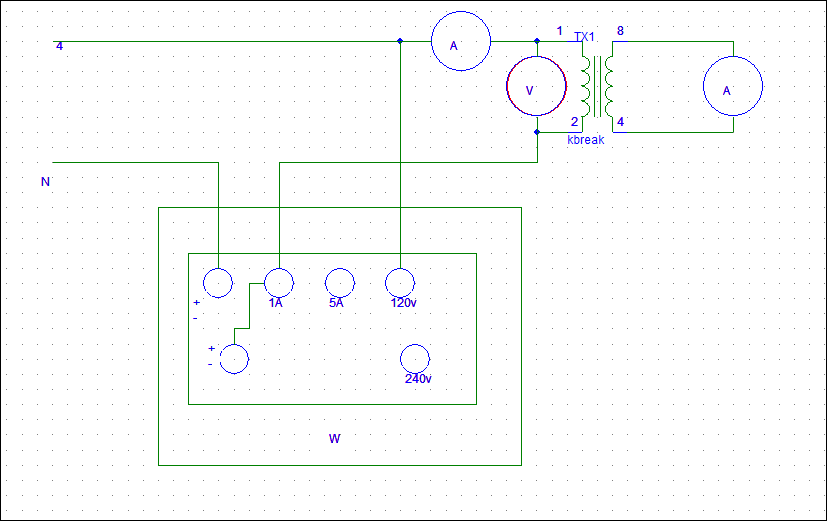 1
TX1
8
4
A
V
A
2
4
kbreak
N
+
-
1A
5A
120v
+
-
240v
W